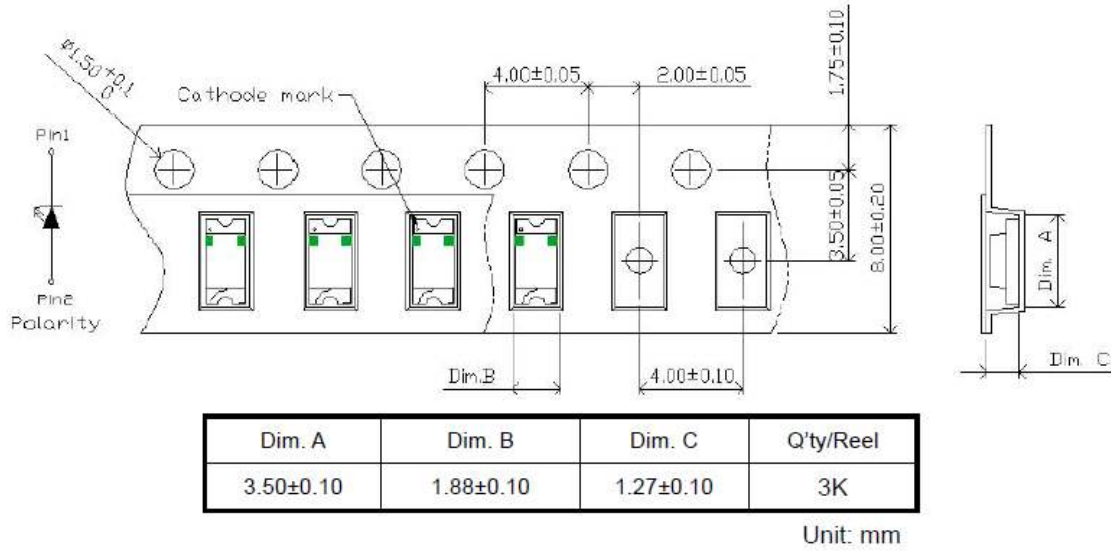 ø1.50 +0.1
0
Cathode mark
4.00±0.05
2.00±0.05
1.75±0.10
Pin1
Pin2
Polarity
3.50±0.05
8.00±0.20
Dim. A
Dim. C
Dim.B
4.00±0.10
Dim. A Dim. B Dim. C Q'ty/Reel
3.50±0.10 1.88±0.10 1.27±0.10 3K
Unit: mm